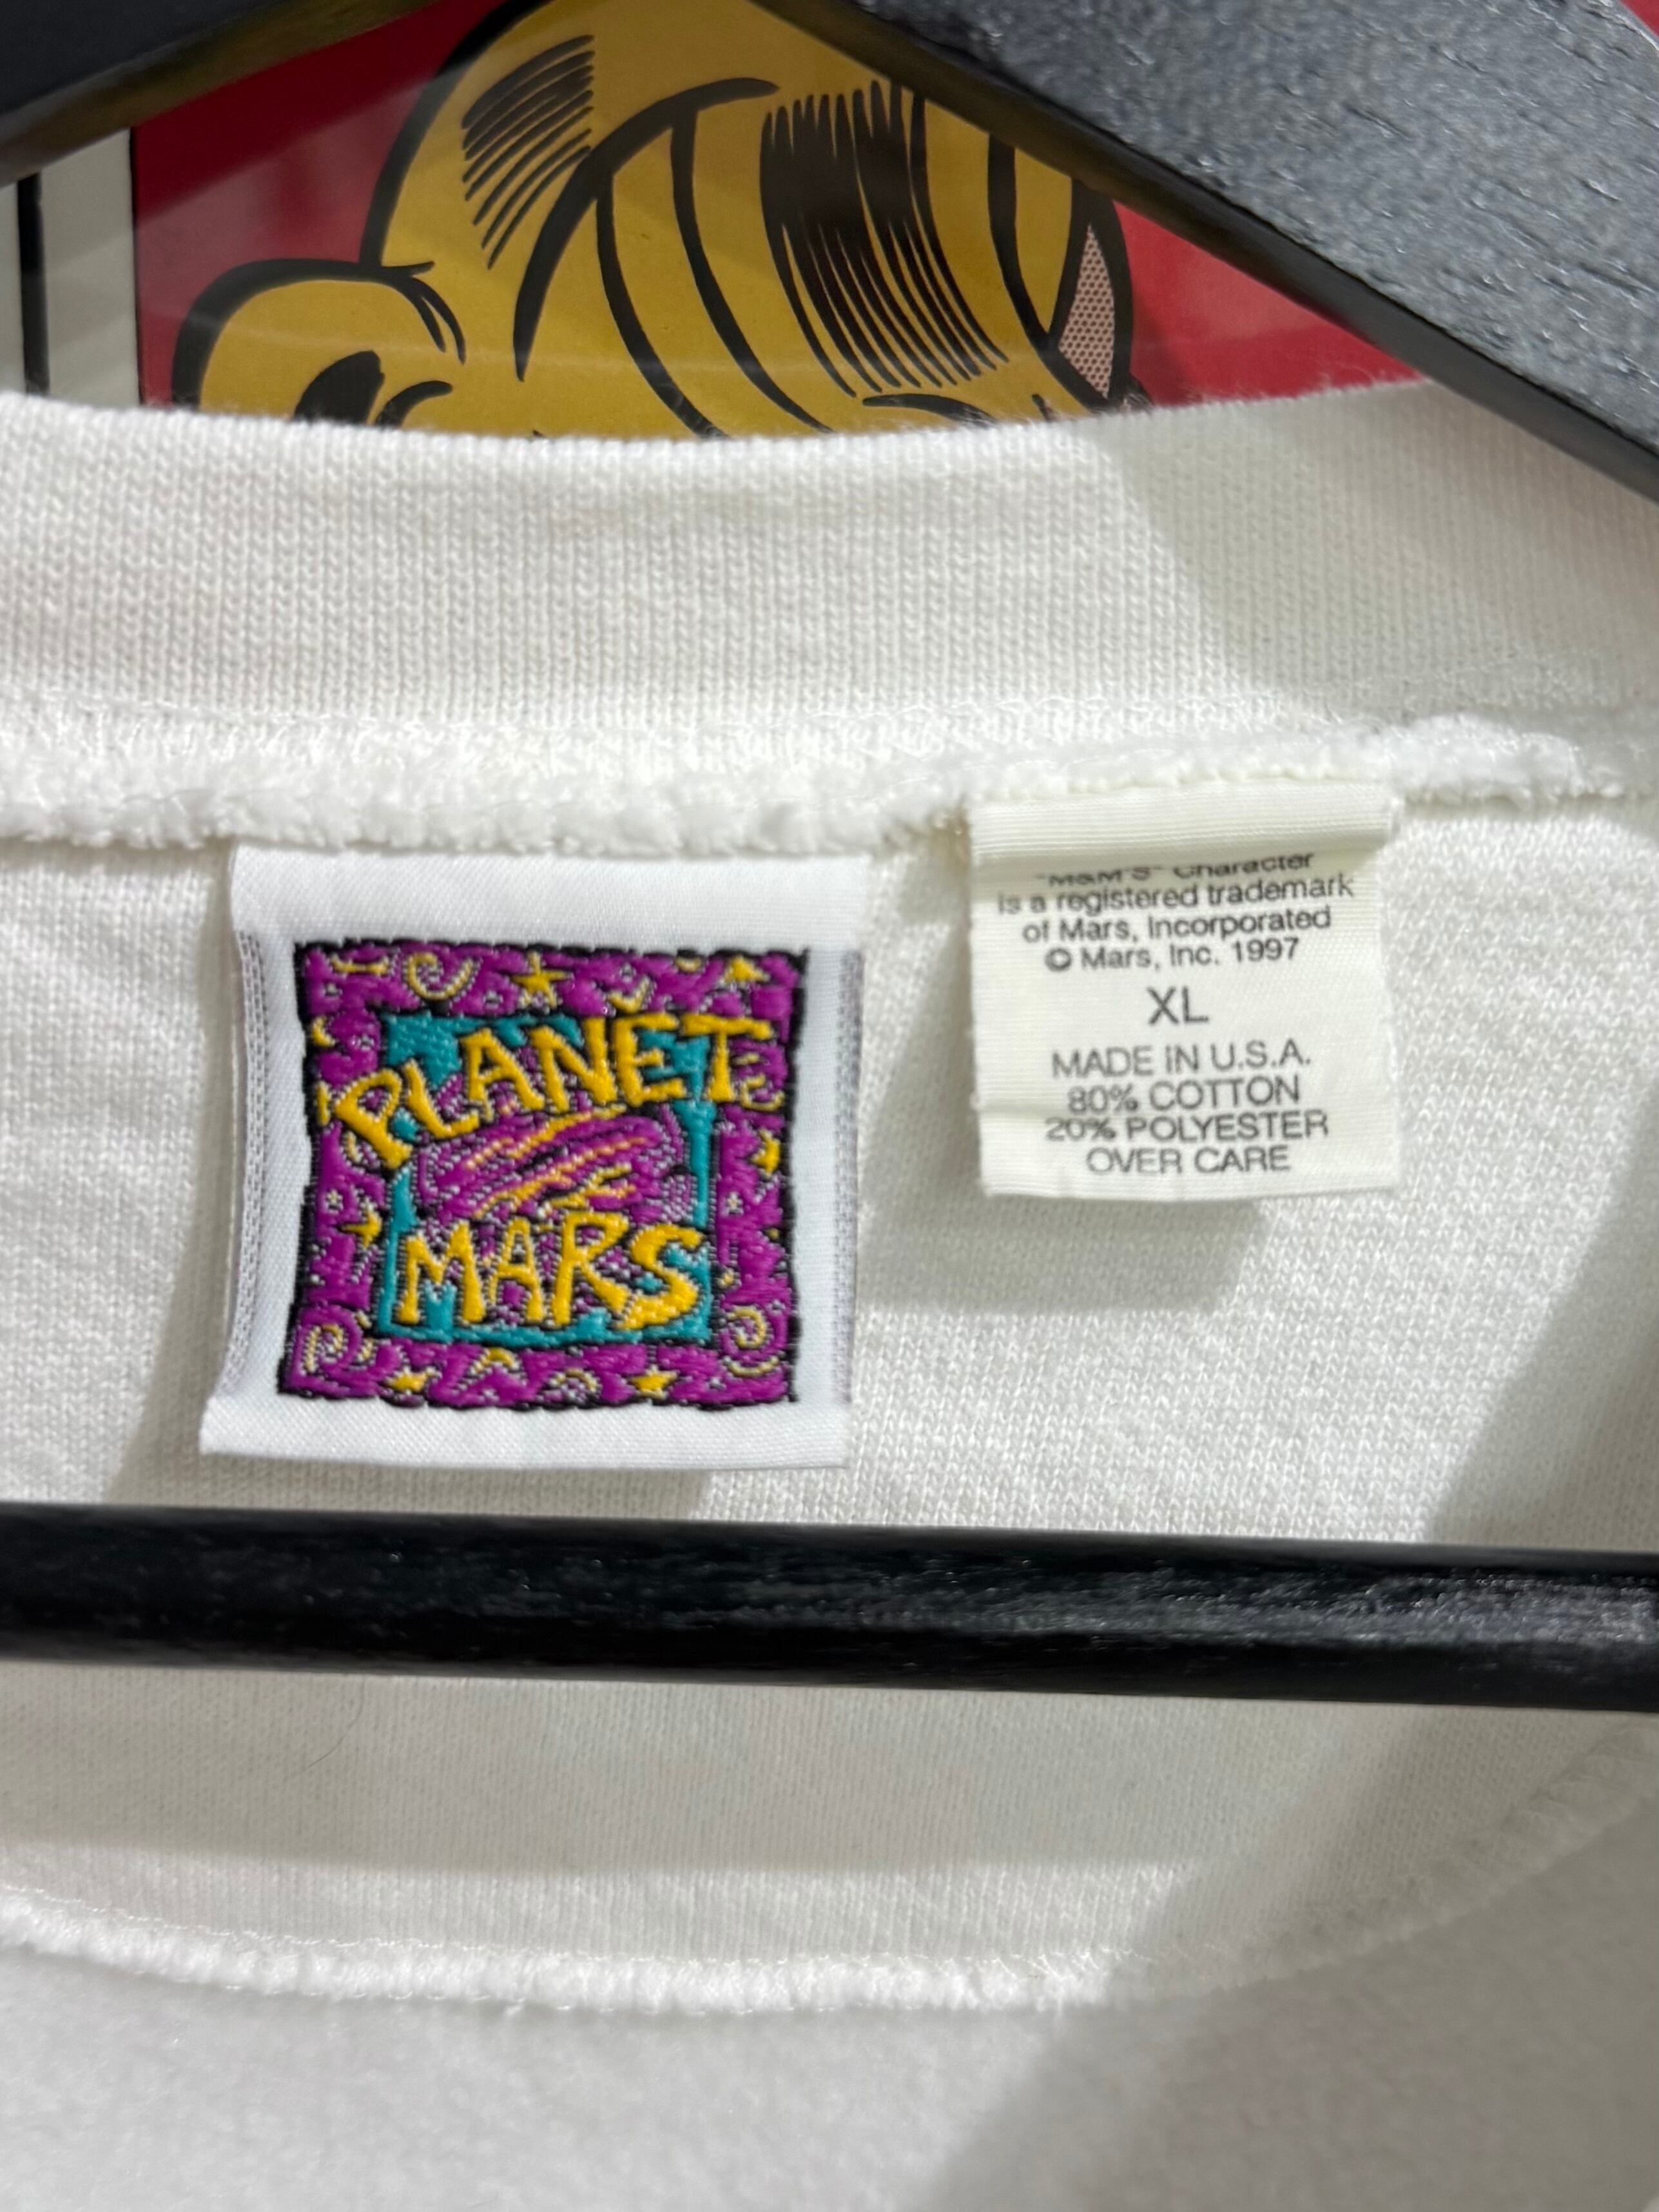 PLANET
MARS
"M&M'S" Character
is a registered trademark
of Mars, Incorporated
© Mars, Inc. 1997
XL
MADE IN U.S.A.
80% COTTON
20% POLYESTER
OVER CARE